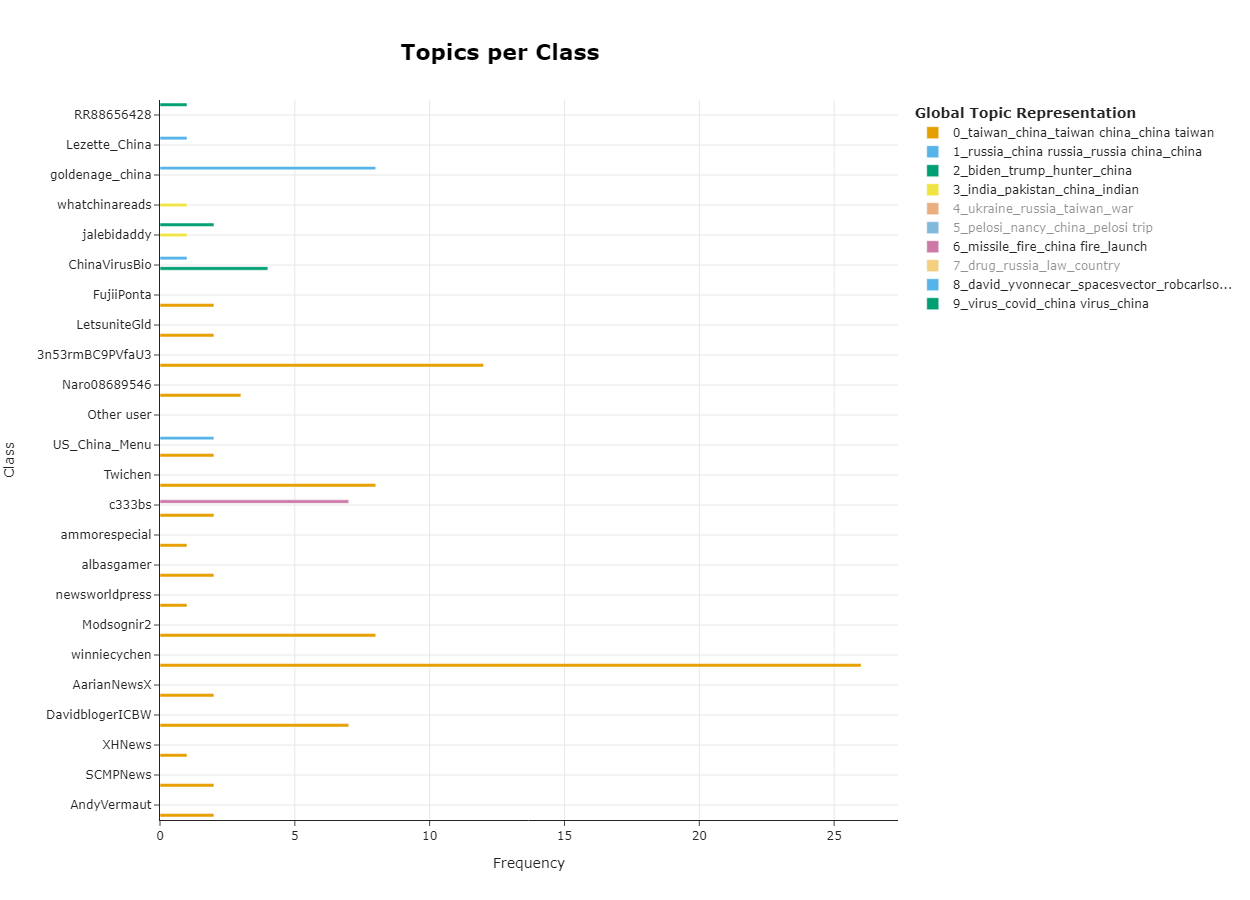 Topics per Class
Global Topic Representation
0_taiwan_china_taiwan china_china taiwan
1_russia_china russia_russia china_china
2_biden_trump_hunter_china
3_india_pakistan_china_indian
4_ukraine_russia_taiwan_war
5_pelosi_nancy_china_pelosi trip
6_missile_fire_china fire_launch
7_drug_russia_law_country
8_david_yvonnecar_spacesvector_robcarlso...
9_virus_covid_china virus_china
Class
RR88656428
Lezette_China
goldenage_china
whatchinareads
jalebidaddy
ChinaVirusBio
FujiiPonta
LetsuniteGld
3n53rmBC9PVfaU3
Naro08689546
Other user
US_China_Menu
Twichen
c333bs
ammorespecial
albasgamer
newsworldpress
Modsognir2
winniecychen
AarianNewsX
DavidblogerICBW
XHNews
SCMPNews
AndyVermaut
0 5 10 15 20 25
Frequency